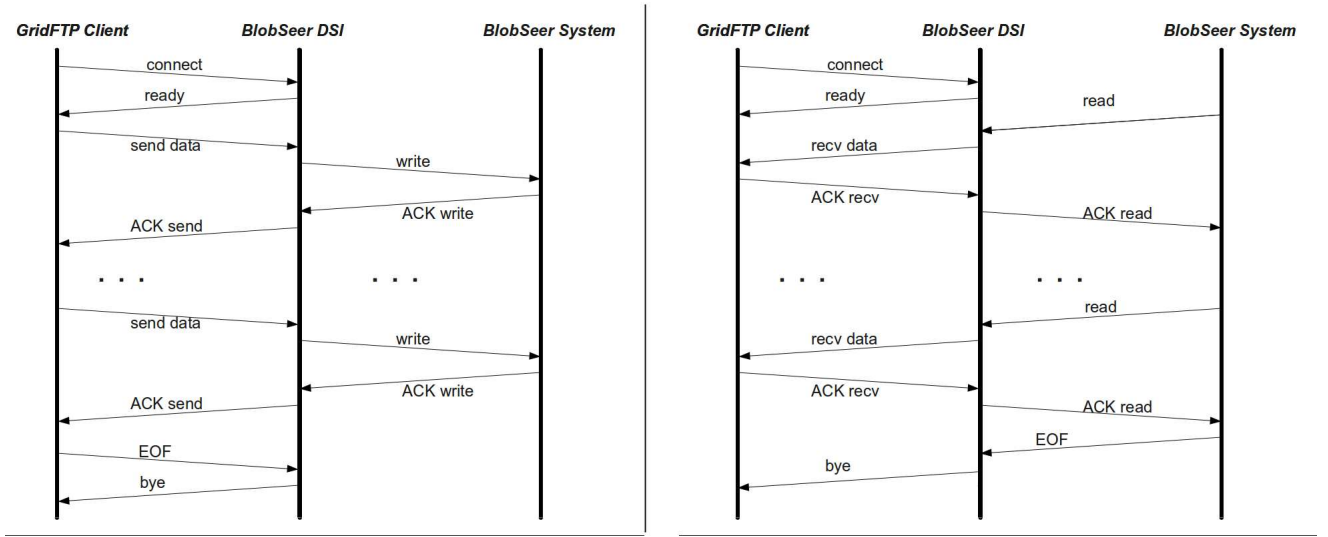 GridFTP Client BlobSeer DSI BlobSeer System
connect
ready
send data
write
ACK write
ACK send
. . . . . .
send data
write
ACK write
ACK send
EOF
bye
GridFTP Client BlobSeer DSI BlobSeer System
connect
ready
read
recv data
ACK recv
ACK read
. . . . . .
read
recv data
ACK recv
ACK read
EOF
bye